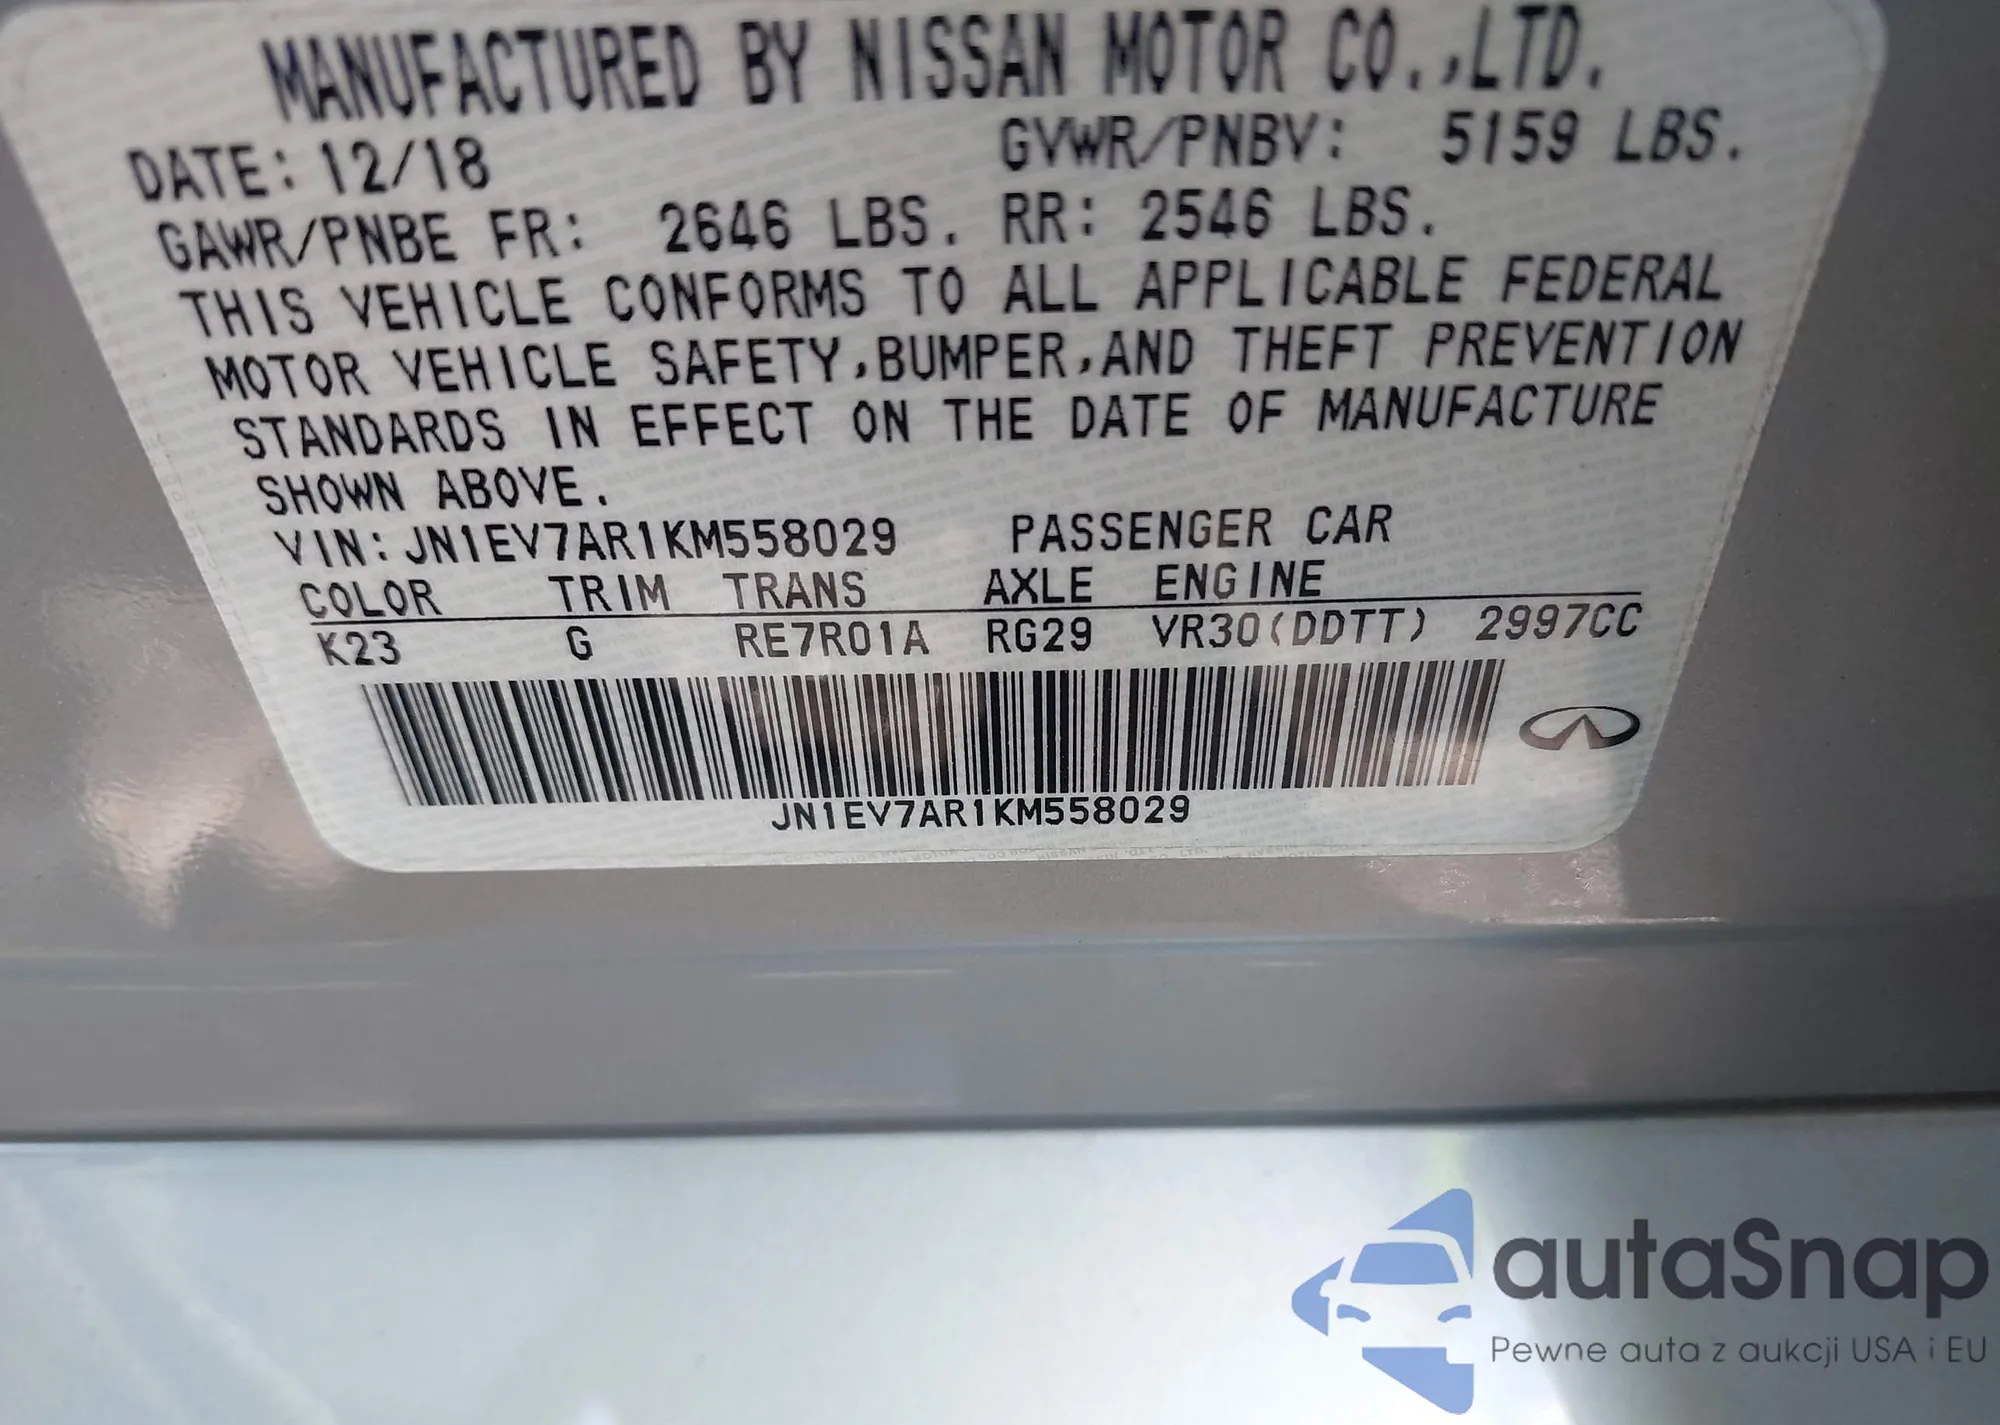 MANUFACTURED BY NISSAN MOTOR CO.,LTD.
DATE: 12/18 GVWR/PNBV: 5159 LBS.
GAWR/PNBE FR: 2646 LBS. RR: 2546 LBS.
THIS VEHICLE CONFORMS TO ALL APPLICABLE FEDERAL
MOTOR VEHICLE SAFETY,BUMPER,AND THEFT PREVENTION
STANDARDS IN EFFECT ON THE DATE OF MANUFACTURE
SHOWN ABOVE.
VIN: JN1EV7AR1KM558029 PASSENGER CAR
COLOR TRIM TRANS AXLE ENGINE
K23 G RE7R01A RG29 VR30(DDTT) 2997CC
JN1EV7AR1KM558029
autaSnap
Pewne auta z aukcji USA i EU